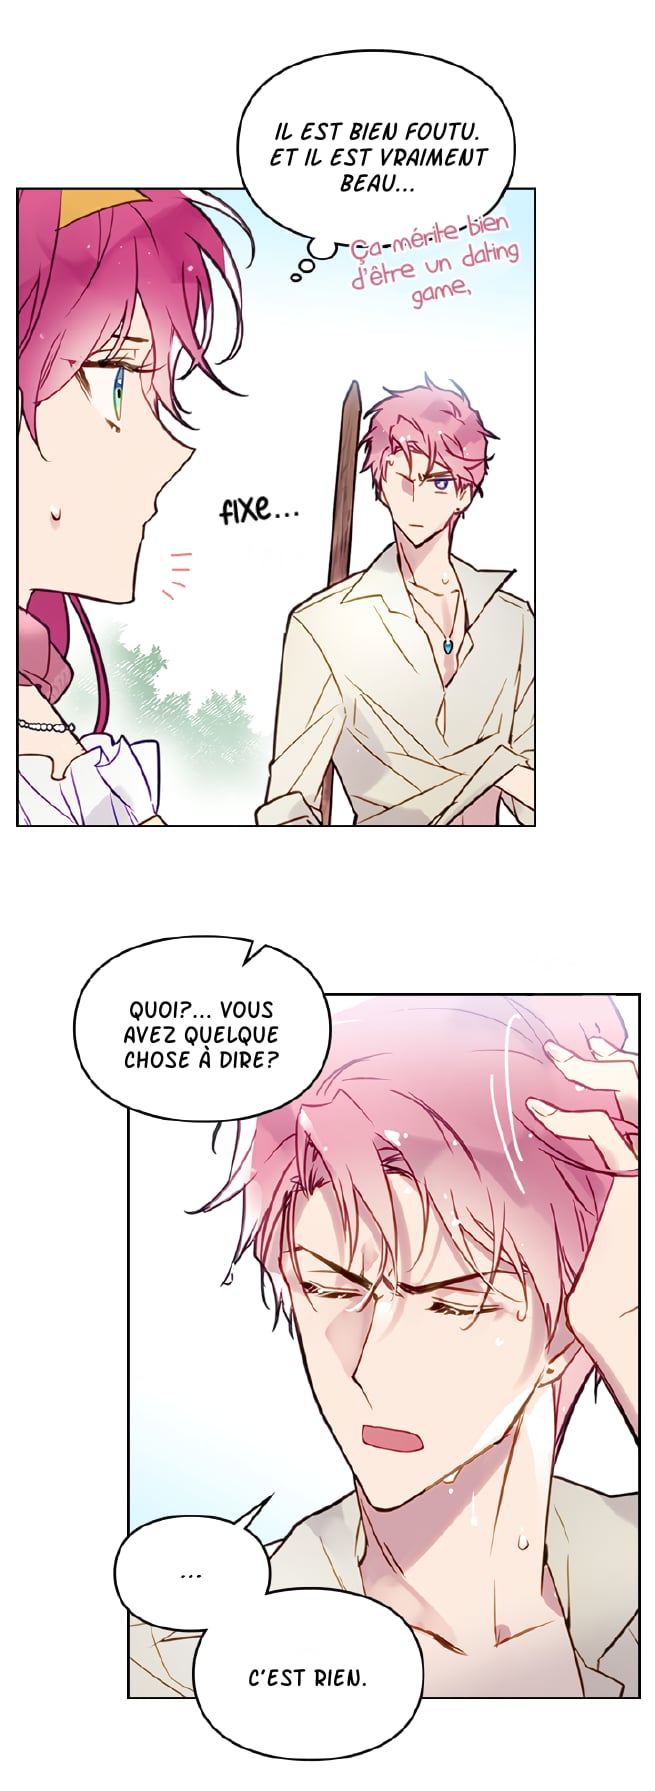 IL EST BIEN FOUTU.
ET IL EST VRAIMENT
BEAU...
Ça mérite bien
d'être un dating
game,
fixe...
QUOI?... VOUS
AVEZ QUELQUE
CHOSE À DIRE?
...
C'EST RIEN.